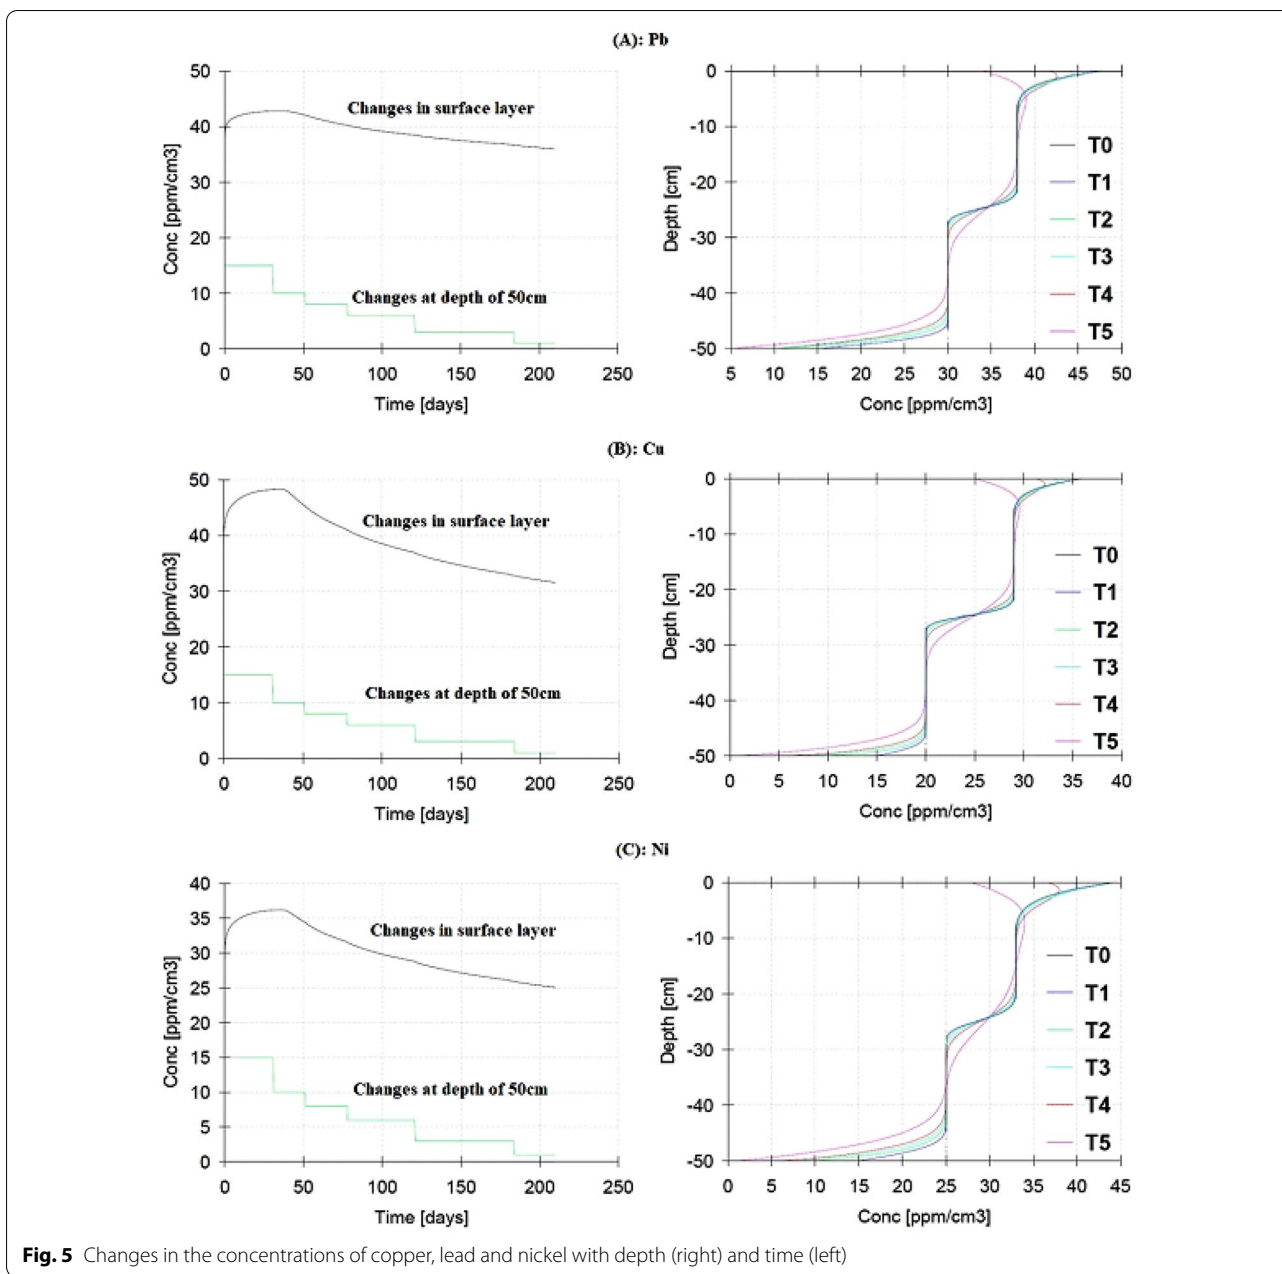 (A): Pb
50
40
30
20
10
0
Conc [ppm/cm3]
Changes in surface layer
Changes at depth of 50cm
0 50 100 150 200 250
Time [days]
0
-10
-20
-30
-40
-50
Depth [cm]
T0
T1
T2
T3
T4
T5
5 10 15 20 25 30 35 40 45 50
Conc [ppm/cm3]
(B): Cu
50
40
30
20
10
0
Conc [ppm/cm3]
Changes in surface layer
Changes at depth of 50cm
0 50 100 150 200 250
Time [days]
0
-10
-20
-30
-40
-50
Depth [cm]
T0
T1
T2
T3
T4
T5
0 5 10 15 20 25 30 35 40
Conc [ppm/cm3]
(C): Ni
40
35
30
25
20
15
10
5
0
Conc [ppm/cm3]
Changes in surface layer
Changes at depth of 50cm
0 50 100 150 200 250
Time [days]
0
-10
-20
-30
-40
-50
Depth [cm]
T0
T1
T2
T3
T4
T5
0 5 10 15 20 25 30 35 40 45
Conc [ppm/cm3]
Fig. 5 Changes in the concentrations of copper, lead and nickel with depth (right) and time (left)